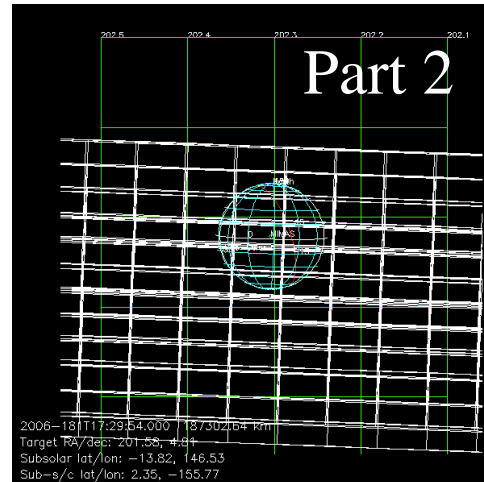 202.5 202.4 202.3 202.2 202.1
Part 2
MIMAS
2006-181T17:29:54.000 187302.64 km
Target RA/dec: 201.58, 4.81
Subsolar lat/lon: -13.82, 146.53
Sub-s/c lat/lon: 2.35, -155.77